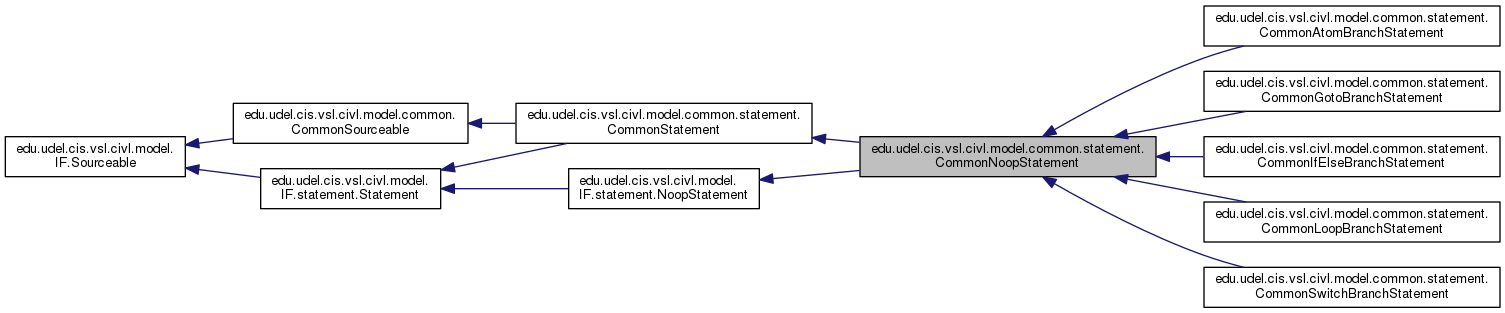 edu.udel.cis.vsl.civl.model.
IF.Sourceable
edu.udel.cis.vsl.civl.model.common.
CommonSourceable
edu.udel.cis.vsl.civl.model.
IF.statement.Statement
edu.udel.cis.vsl.civl.model.common.statement.
CommonStatement
edu.udel.cis.vsl.civl.model.
IF.statement.NoopStatement
edu.udel.cis.vsl.civl.model.common.statement.
CommonNoopStatement
edu.udel.cis.vsl.civl.model.common.statement.
CommonAtomBranchStatement
edu.udel.cis.vsl.civl.model.common.statement.
CommonGotoBranchStatement
edu.udel.cis.vsl.civl.model.common.statement.
CommonIfElseBranchStatement
edu.udel.cis.vsl.civl.model.common.statement.
CommonLoopBranchStatement
edu.udel.cis.vsl.civl.model.common.statement.
CommonSwitchBranchStatement